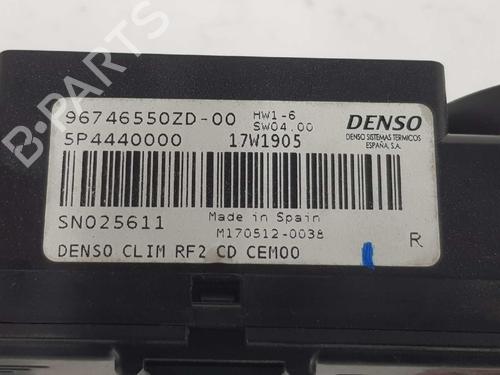 B-PARTS
96746550ZD-00 HW1-6 SW04.00 DENSO
5P4440000 17W1905 DENSO SISTEMAS TERMICOS ESPAÑA, S.A.
SN025611 Made in Spain
M170512-0038
DENSO CLIM RF2 CD CEM00 R